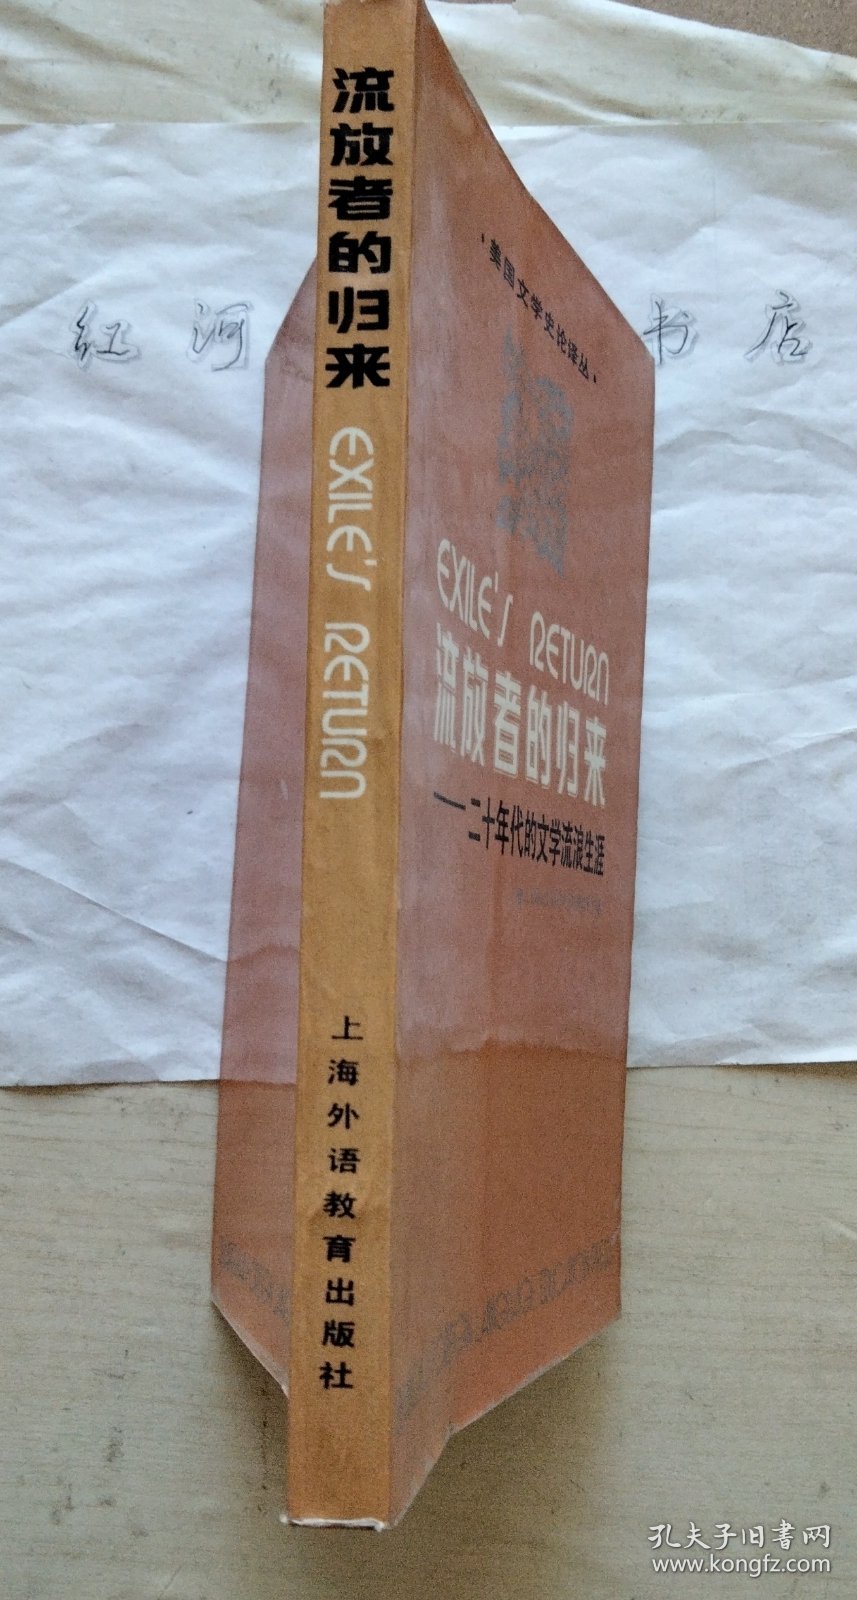 流放者的归来
EXILE'S RETURN
上海外语教育出版社
·美国文学史论译丛·
EXILE'S RETURN
流放者的归来
——二十年代的文学流浪生涯
红河书店
孔夫子旧书网
www.kongfz.com